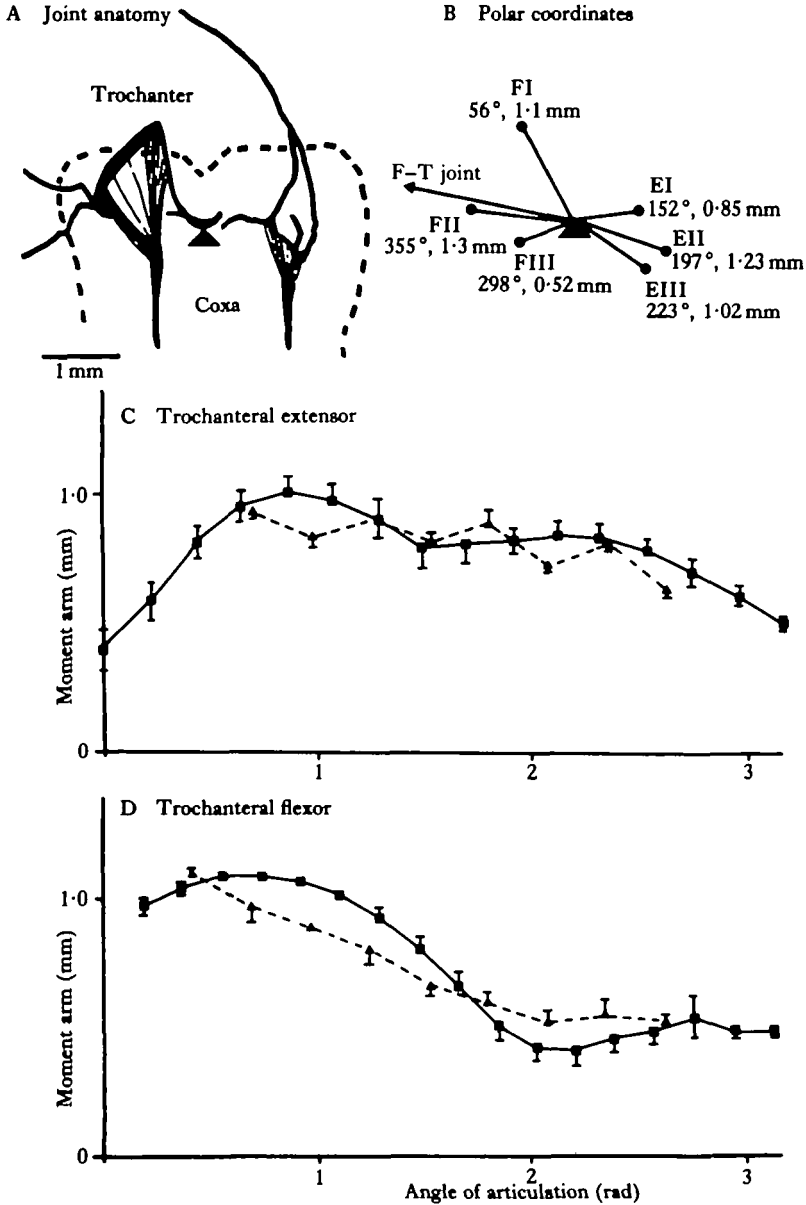 A Joint anatomy
Trochanter
Coxa
1 mm
B Polar coordinates
FI
56°, 1·1 mm
F–T joint
EI
152°, 0·85 mm
FII
355°, 1·3 mm
EII
197°, 1·23 mm
FIII
298°, 0·52 mm
EIII
223°, 1·02 mm
C Trochanteral extensor
Moment arm (mm)
1·0
0
1 2 3
D Trochanteral flexor
Moment arm (mm)
1·0
0
1 2 3
Angle of articulation (rad)